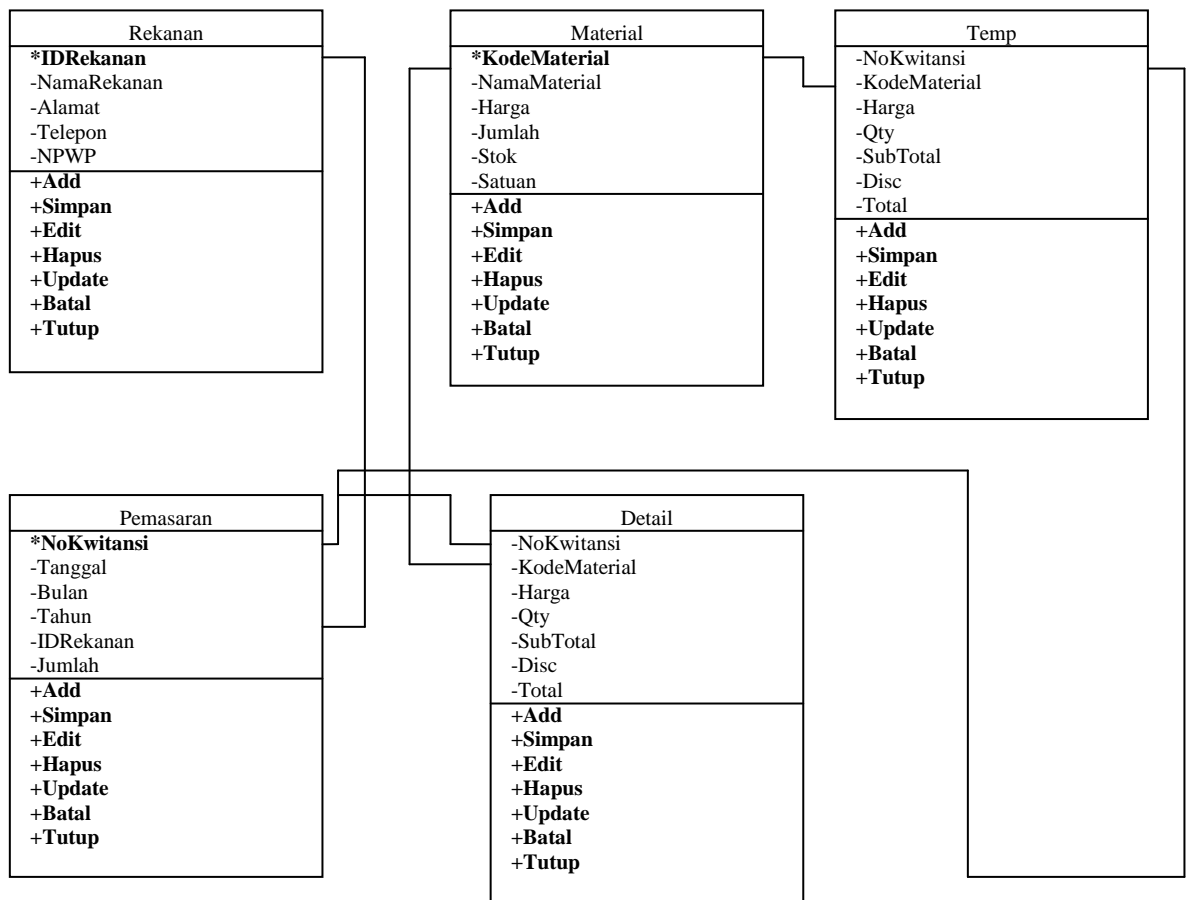 Rekanan
*IDRekanan
-NamaRekanan
-Alamat
-Telepon
-NPWP
+Add
+Simpan
+Edit
+Hapus
+Update
+Batal
+Tutup
Material
*KodeMaterial
-NamaMaterial
-Harga
-Jumlah
-Stok
-Satuan
+Add
+Simpan
+Edit
+Hapus
+Update
+Batal
+Tutup
Temp
-NoKwitansi
-KodeMaterial
-Harga
-Qty
-SubTotal
-Disc
-Total
+Add
+Simpan
+Edit
+Hapus
+Update
+Batal
+Tutup
Pemasaran
*NoKwitansi
-Tanggal
-Bulan
-Tahun
-IDRekanan
-Jumlah
+Add
+Simpan
+Edit
+Hapus
+Update
+Batal
+Tutup
Detail
-NoKwitansi
-KodeMaterial
-Harga
-Qty
-SubTotal
-Disc
-Total
+Add
+Simpan
+Edit
+Hapus
+Update
+Batal
+Tutup